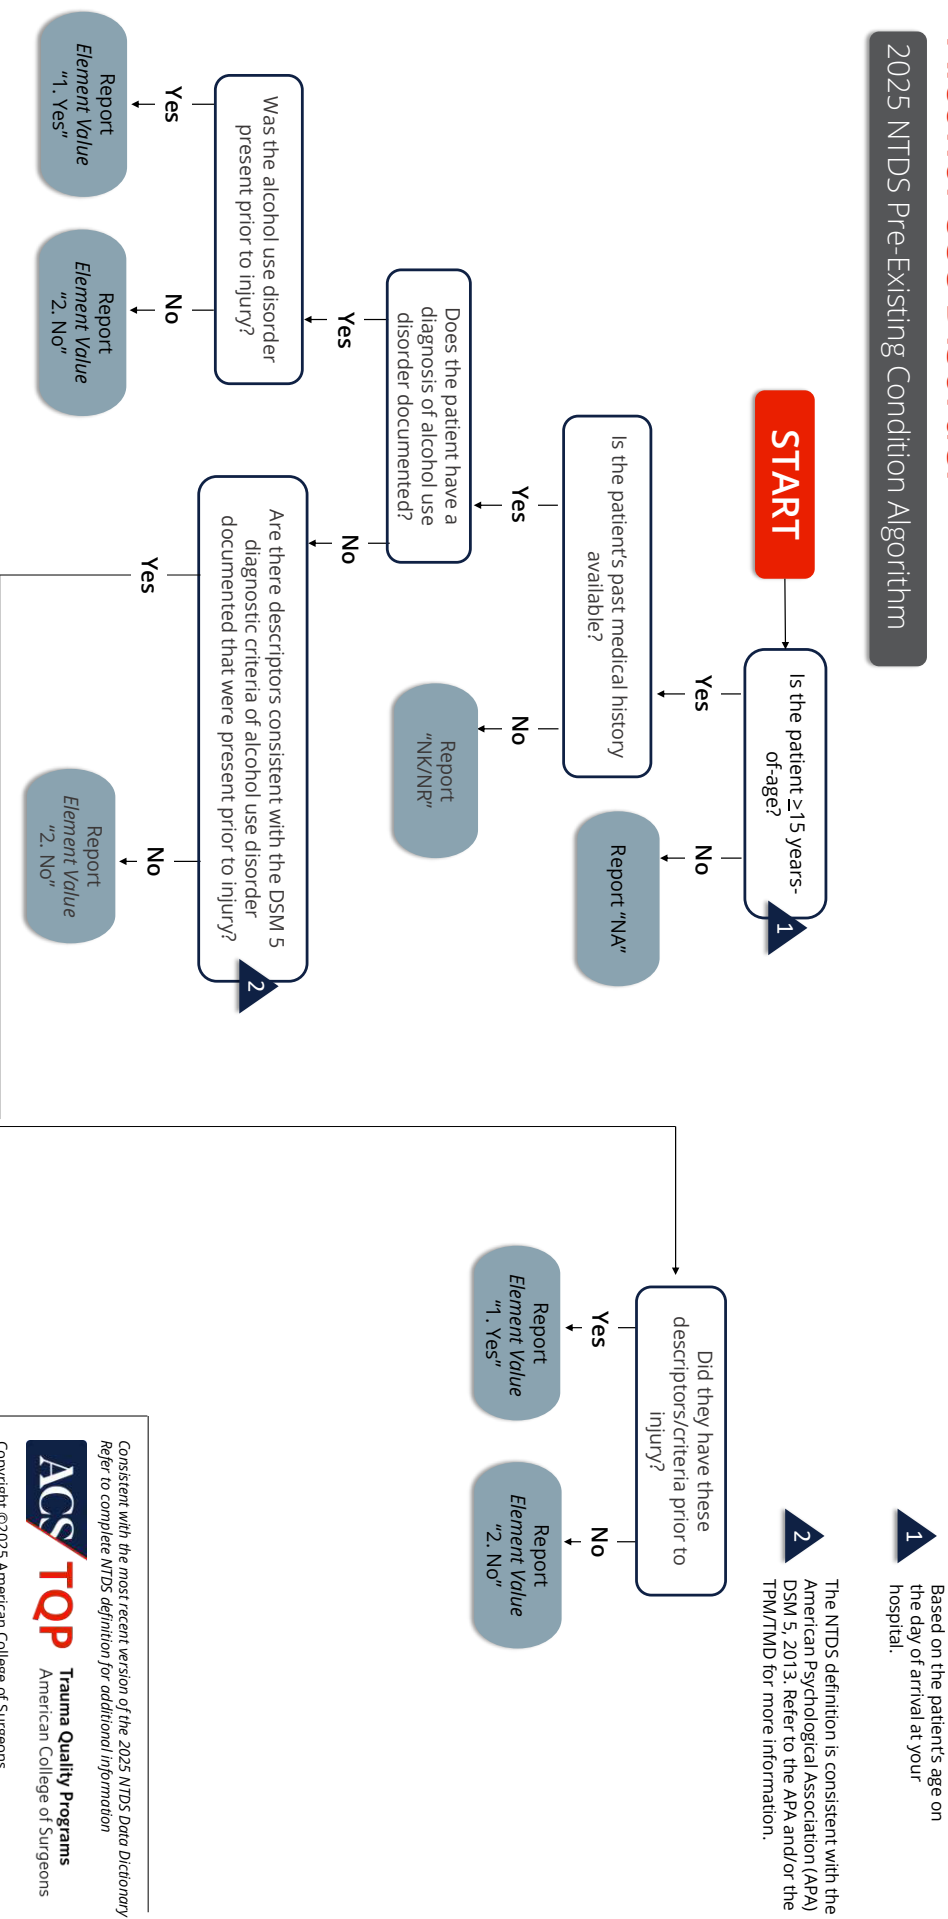 2025 NTDS Pre-Existing Condition Algorithm
START
Is the patient ≥15 years-
of-age?
1
Yes
No
Report “NA”
Is the patient’s past medical history
available?
Yes
No
Report
“NK/NR”
Does the patient have a
diagnosis of alcohol use
disorder documented?
Yes
No
Was the alcohol use disorder
present prior to injury?
Yes
No
Report
Element Value
“1. Yes”
Report
Element Value
“2. No”
Are there descriptors consistent with the DSM 5
diagnostic criteria of alcohol use disorder
documented that were present prior to injury?
2
Yes
No
Report
Element Value
“2. No”
Did they have these
descriptors/criteria prior to
injury?
Yes
No
Report
Element Value
“1. Yes”
Report
Element Value
“2. No”
1
Based on the patient’s age on
the day of arrival at your
hospital.
2
The NTDS definition is consistent with the
American Psychological Association (APA)
DSM 5, 2013. Refer to the APA and/or the
TPM/TMD for more information.
Consistent with the most recent version of the 2025 NTDS Data Dictionary
Refer to complete NTDS definition for additional information
ACS TQP
Trauma Quality Programs
American College of Surgeons
Copyright ©2025 American College of Surgeons